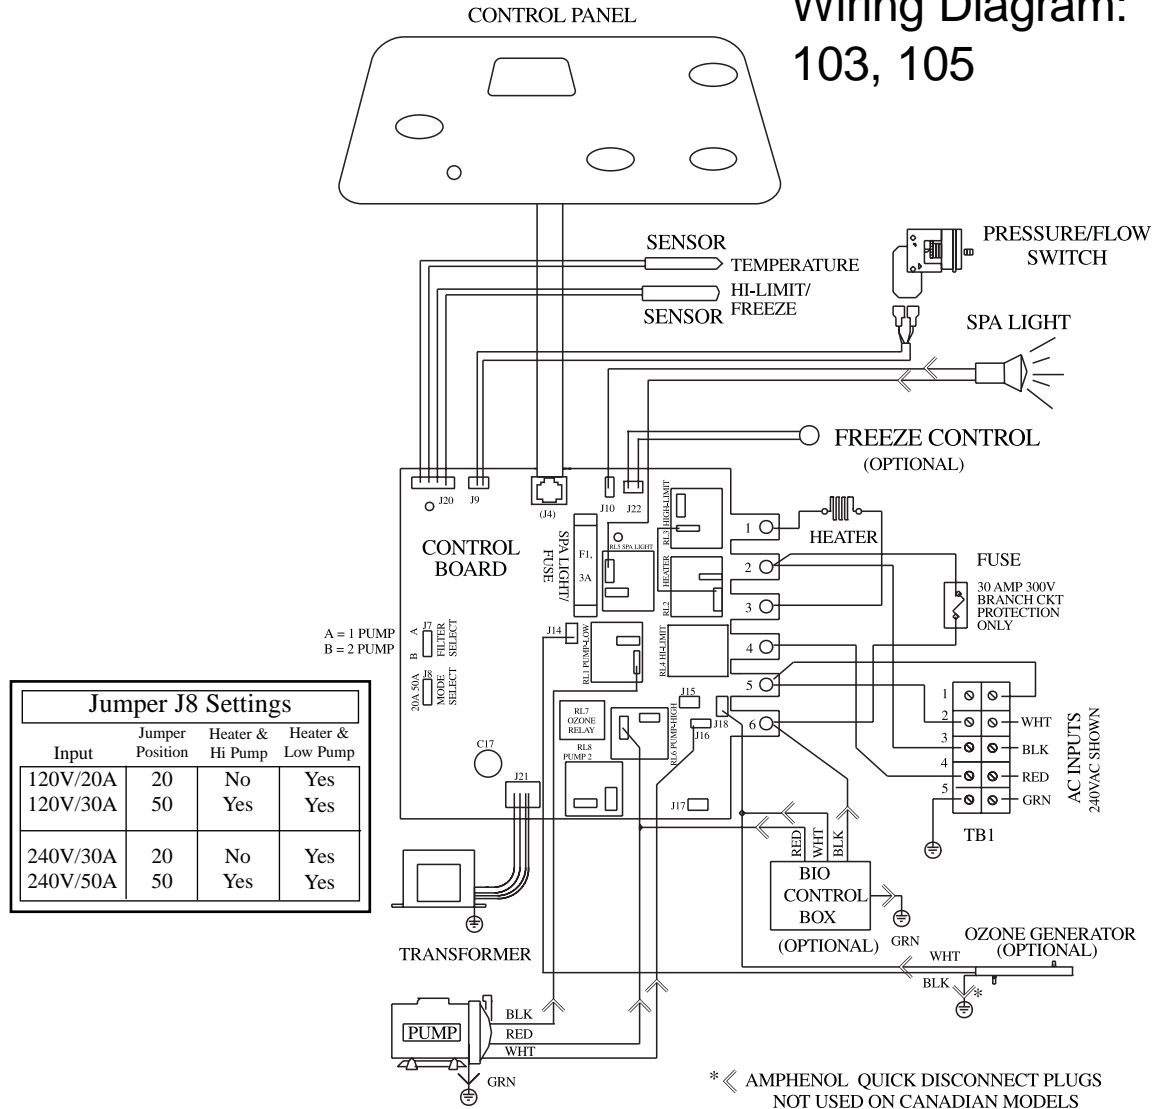 Wiring Diagram:
103, 105
CONTROL PANEL
SENSOR
TEMPERATURE
HI-LIMIT/
FREEZE
SENSOR
PRESSURE/FLOW
SWITCH
SPA LIGHT
FREEZE CONTROL
(OPTIONAL)
J20
J9
(J4)
J10
J22
CONTROL
BOARD
SPA LIGHT/
FUSE
F1,
3A
RL5 SPA LIGHT
RL3 HIGH-LIMIT
RL2 HEATER
RL4 HI-LIMIT
RL1 PUMP-LOW
J14
1
2
3
4
5
6
HEATER
FUSE
30 AMP 300V
BRANCH CKT
PROTECTION
ONLY
A = 1 PUMP
B = 2 PUMP
A
B
J7
FILTER
SELECT
20A 50A
J8
MODE
SELECT
C17
J21
RL7
OZONE
RELAY
RL8
PUMP 2
RL6 PUMP-HIGH
J15
J16
J18
J17
1
2
3
4
5
WHT
BLK
RED
GRN
TB1
AC INPUTS
240VAC SHOWN
Jumper J8 Settings
Input Jumper Position Heater & Hi Pump Heater & Low Pump
120V/20A 20 No Yes
120V/30A 50 Yes Yes
240V/30A 20 No Yes
240V/50A 50 Yes Yes
TRANSFORMER
RED
WHT
BLK
BIO
CONTROL
BOX
(OPTIONAL)
GRN
OZONE GENERATOR
(OPTIONAL)
WHT
BLK
*
PUMP
BLK
RED
WHT
GRN
* AMPHENOL QUICK DISCONNECT PLUGS
NOT USED ON CANADIAN MODELS